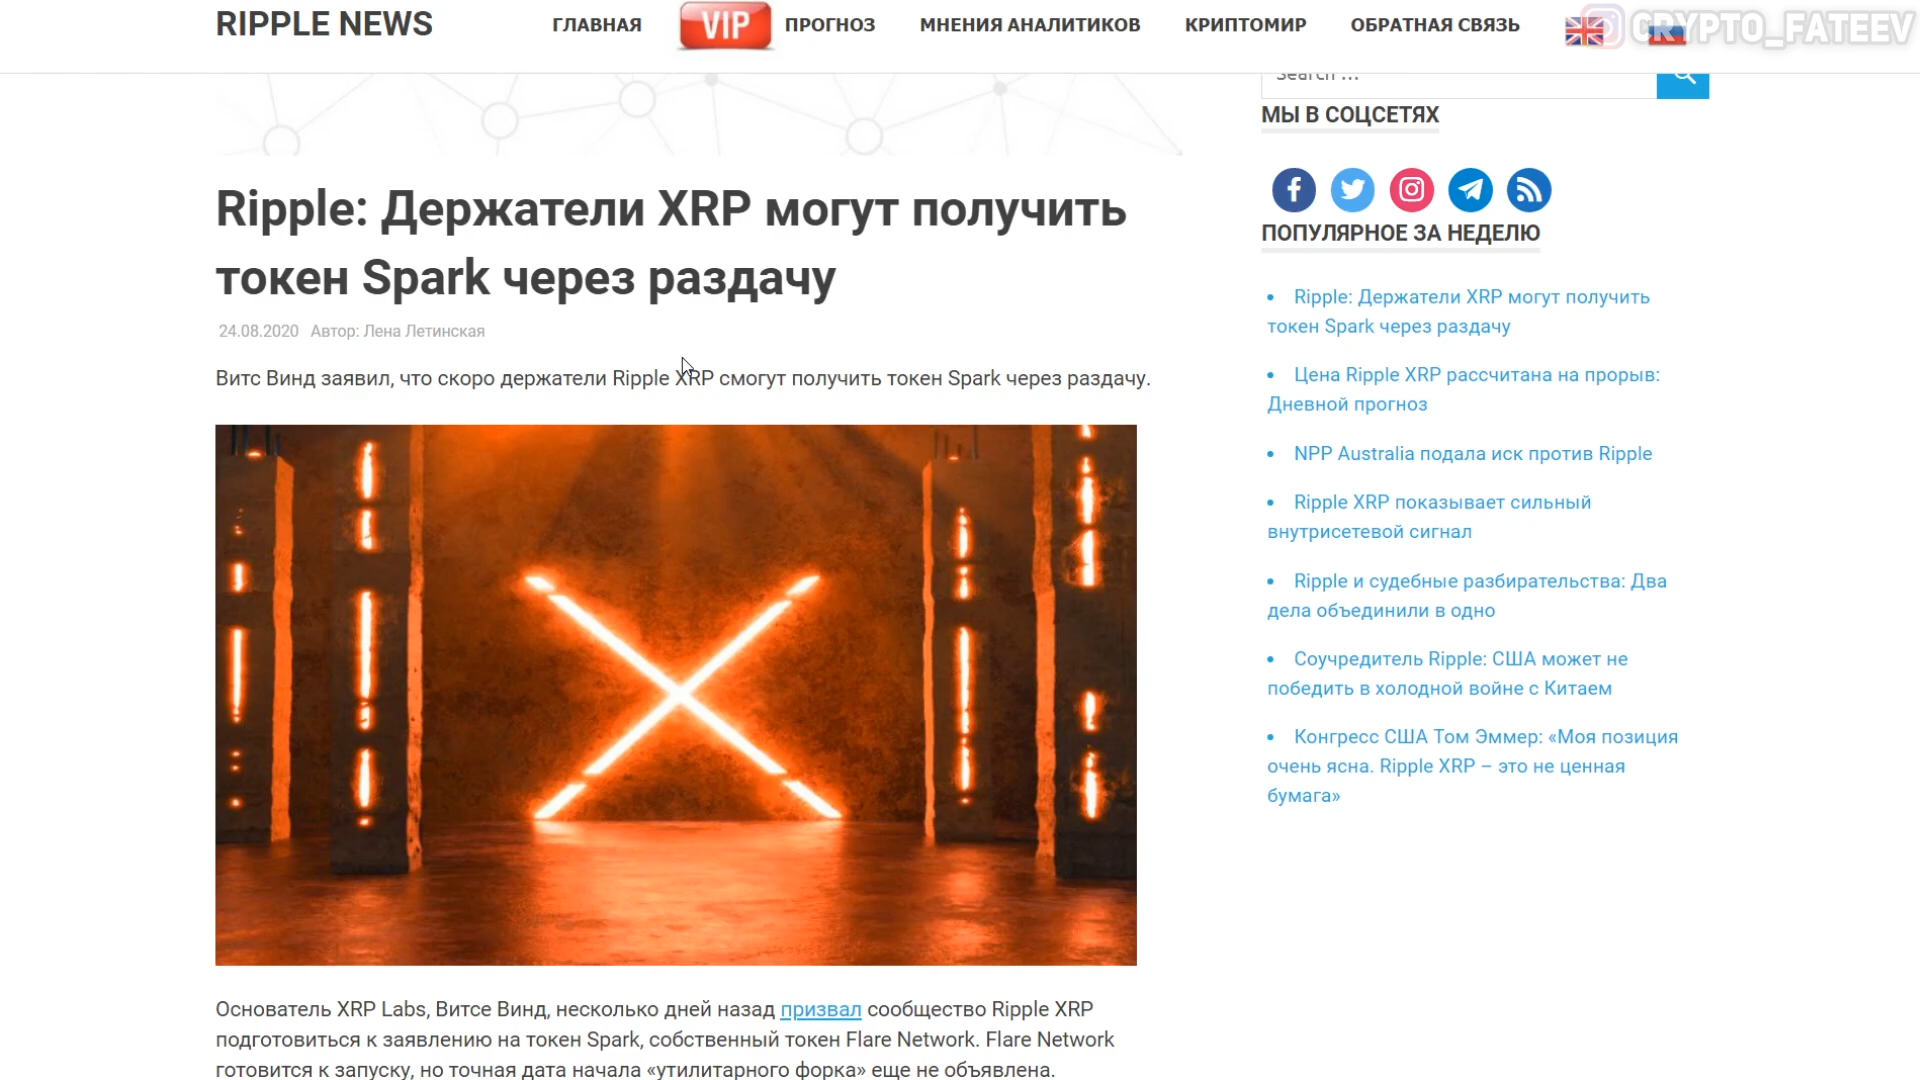 RIPPLE NEWS
ГЛАВНАЯ
VIP ПРОГНОЗ
МНЕНИЯ АНАЛИТИКОВ
КРИПТОМИР
ОБРАТНАЯ СВЯЗЬ
CRYPTO_FATEEV
Search ...
Ripple: Держатели XRP могут получить
токен Spark через раздачу
24.08.2020 Автор: Лена Летинская
Витс Винд заявил, что скоро держатели Ripple XRP смогут получить токен Spark через раздачу.
Основатель XRP Labs, Витсе Винд, несколько дней назад призвал сообщество Ripple XRP
подготовиться к заявлению на токен Spark, собственный токен Flare Network. Flare Network
готовится к запуску, но точная дата начала «утилитарного форка» еще не объявлена.
МЫ В СОЦСЕТЯХ
ПОПУЛЯРНОЕ ЗА НЕДЕЛЮ
Ripple: Держатели XRP могут получить
токен Spark через раздачу
Цена Ripple XRP рассчитана на прорыв:
Дневной прогноз
NPP Australia подала иск против Ripple
Ripple XRP показывает сильный
внутрисетевой сигнал
Ripple и судебные разбирательства: Два
дела объединили в одно
Соучредитель Ripple: США может не
победить в холодной войне с Китаем
Конгресс США Том Эммер: «Моя позиция
очень ясна. Ripple XRP – это не ценная
бумага»